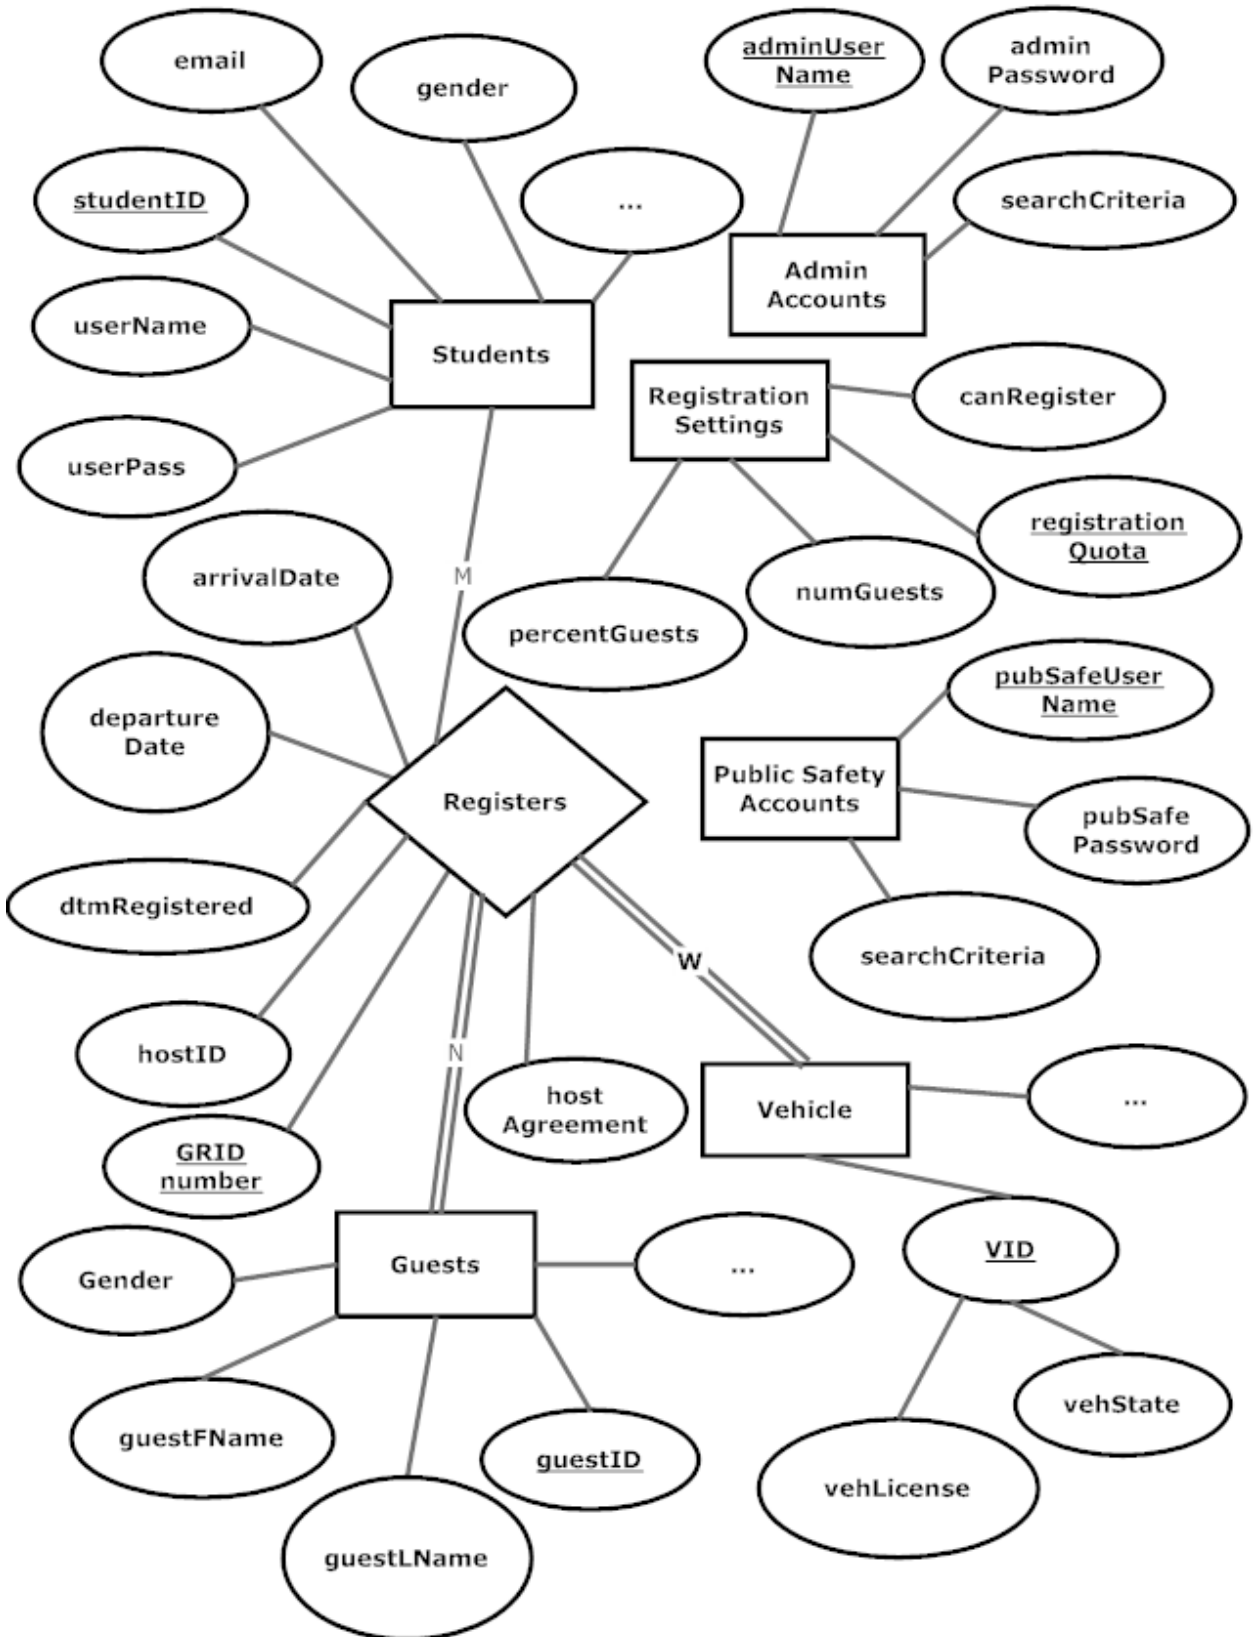 email
gender
adminUser
Name
admin
Password
studentID
...
searchCriteria
Admin
Accounts
userName
Students
Registration
Settings
canRegister
userPass
registration
Quota
arrivalDate
M
numGuests
percentGuests
pubSafeUser
Name
departure
Date
Public Safety
Accounts
Registers
pubSafe
Password
dtmRegistered
searchCriteria
W
hostID
N
host
Agreement
Vehicle
...
GRID
number
Gender
Guests
...
VID
guestFName
guestID
vehState
vehLicense
guestLName